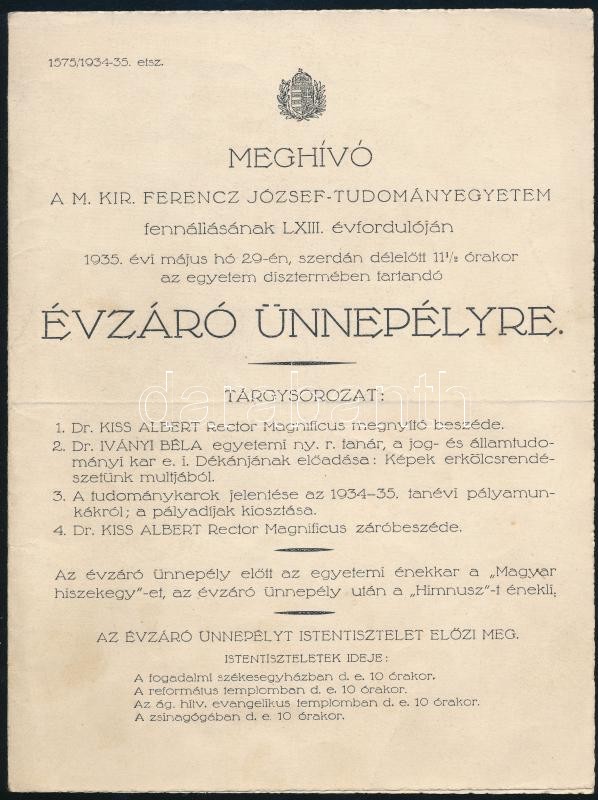 1575/1934-35. etsz.
MEGHÍVÓ
A M. KIR. FERENCZ JÓZSEF-TUDOMÁNYEGYETEM
fennállásának LXIII. évfordulóján
1935. évi május hó 29-én, szerdán délelőtt 11½ órakor
az egyetem dísztermében tartandó
ÉVZÁRÓ ÜNNEPÉLYRE.
darabanth
TÁRGYSOROZAT:
1. Dr. KISS ALBERT Rector Magnificus megnyitó beszéde.
2. Dr. IVÁNYI BÉLA egyetemi ny. r. tanár, a jog- és államtudo-
mányi kar e. i. Dékánjának előadása: Képek erkölcsrendé-
szetünk multjából.
3. A tudománykarok jelentése az 1934–35. tanévi pályamun-
kákról; a pályadíjak kiosztása.
4. Dr. KISS ALBERT Rector Magnificus záróbeszéde.
Az évzáró ünnepély előtt az egyetemi énekkar a „Magyar
hiszekegy"-et, az évzáró ünnepély után a „Himnusz"-t énekli.
AZ ÉVZÁRÓ ÜNNEPÉLYT ISTENTISZTELET ELŐZI MEG.
ISTENTISZTELETEK IDEJE:
A fogadalmi székesegyházban d. e. 10 órakor.
A református templomban d. e. 10 órakor.
Az ág. hitv. evangelikus templomban d. e. 10 órakor.
A zsinagógában d. e. 10 órakor.